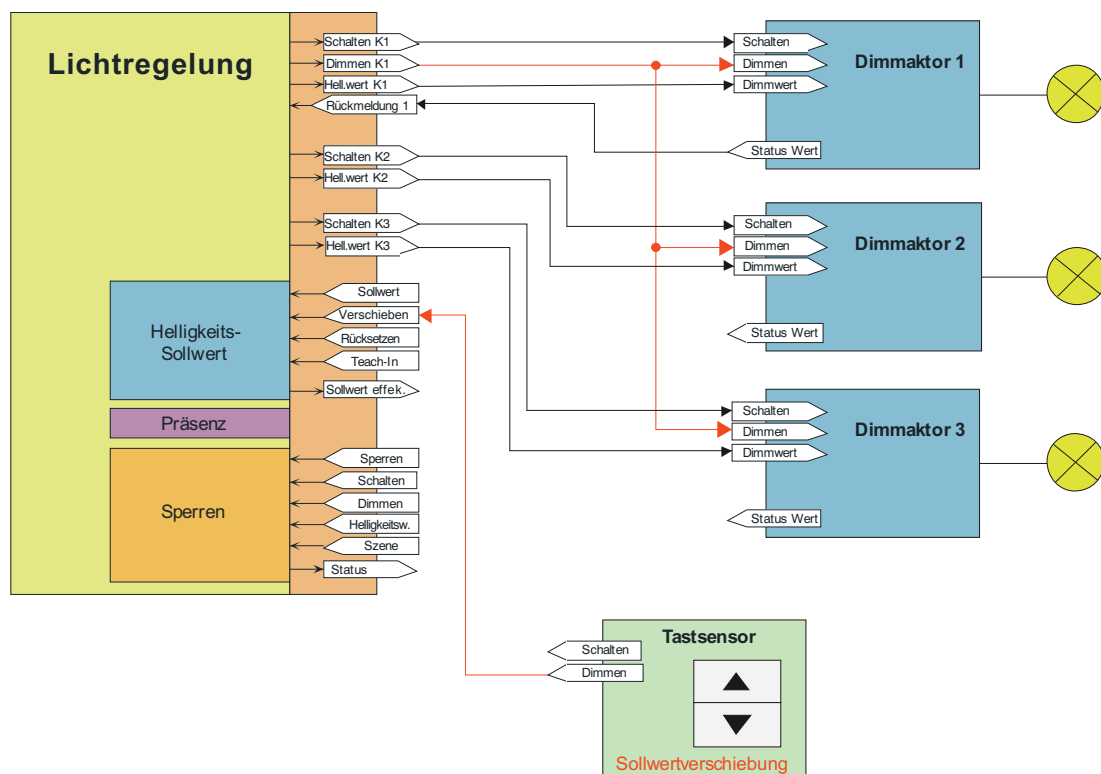 Lichtregelung
Schalten K1
Dimmen K1
Hell.wert K1
Rückmeldung 1
Schalten K2
Hell.wert K2
Schalten K3
Hell.wert K3
Helligkeits-
Sollwert
Sollwert
Verschieben
Rücksetzen
Teach-In
Sollwert effek.
Präsenz
Sperren
Sperren
Schalten
Dimmen
Helligkeitsw.
Szene
Status
Schalten
Dimmen
Dimmwert
Status Wert
Dimmaktor 1
Schalten
Dimmen
Dimmwert
Status Wert
Dimmaktor 2
Schalten
Dimmen
Dimmwert
Status Wert
Dimmaktor 3
Tastsensor
Schalten
Dimmen
Sollwertverschiebung